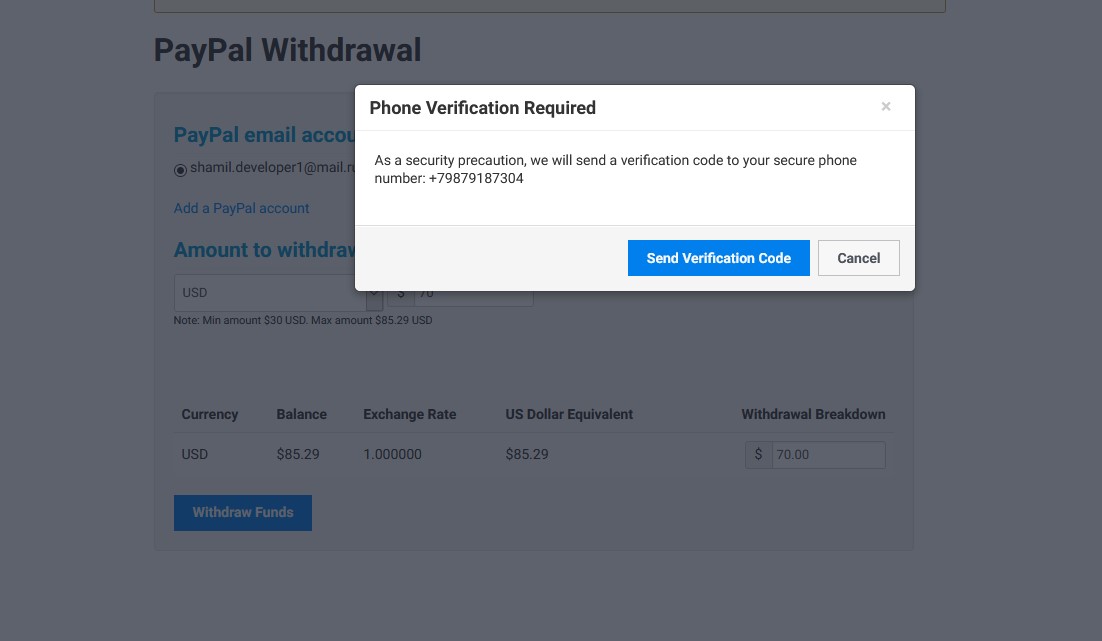 PayPal Withdrawal
Phone Verification Required
×
As a security precaution, we will send a verification code to your secure phone
number: +79879187304
Send Verification Code
Cancel
PayPal email accou
shamil.developer1@mail.ru
Add a PayPal account
Amount to withdraw
USD
$ 70
Note: Min amount $30 USD. Max amount $85.29 USD
Currency Balance Exchange Rate US Dollar Equivalent Withdrawal Breakdown
USD $85.29 1.000000 $85.29 $ 70.00
Withdraw Funds